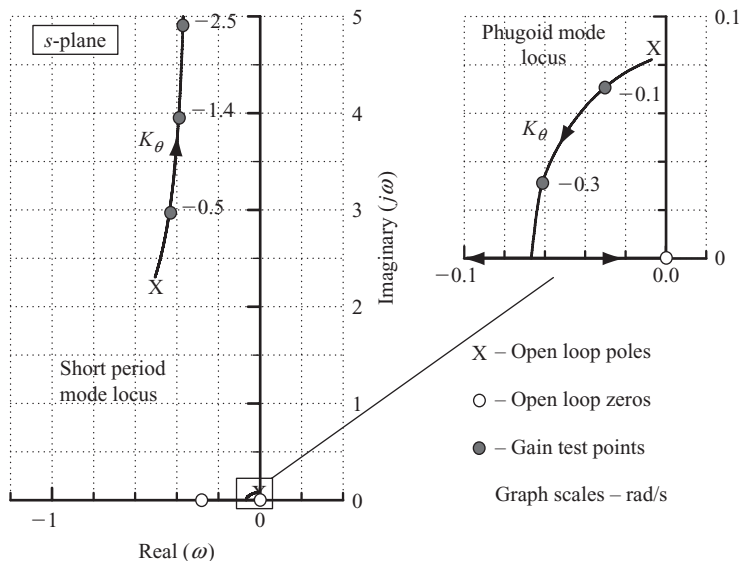 s-plane
5
4
3
2
1
0
−2.5
−1.4
Kθ
−0.5
X
Short period
mode locus
X
−1
0
Real (ω)
Imaginary (jω)
Phugoid mode
locus
X
0.1
−0.1
Kθ
−0.3
0
−0.1
0.0
X – Open loop poles
– Open loop zeros
– Gain test points
Graph scales – rad/s